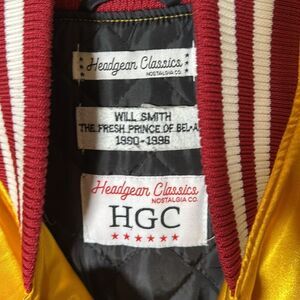 Headgear Classics
NOSTALGIA CO.
WILL SMITH
THE FRESH PRINCE OF BEL-A
1990-1996
Headgear Classics
NOSTALGIA CO.
HGC